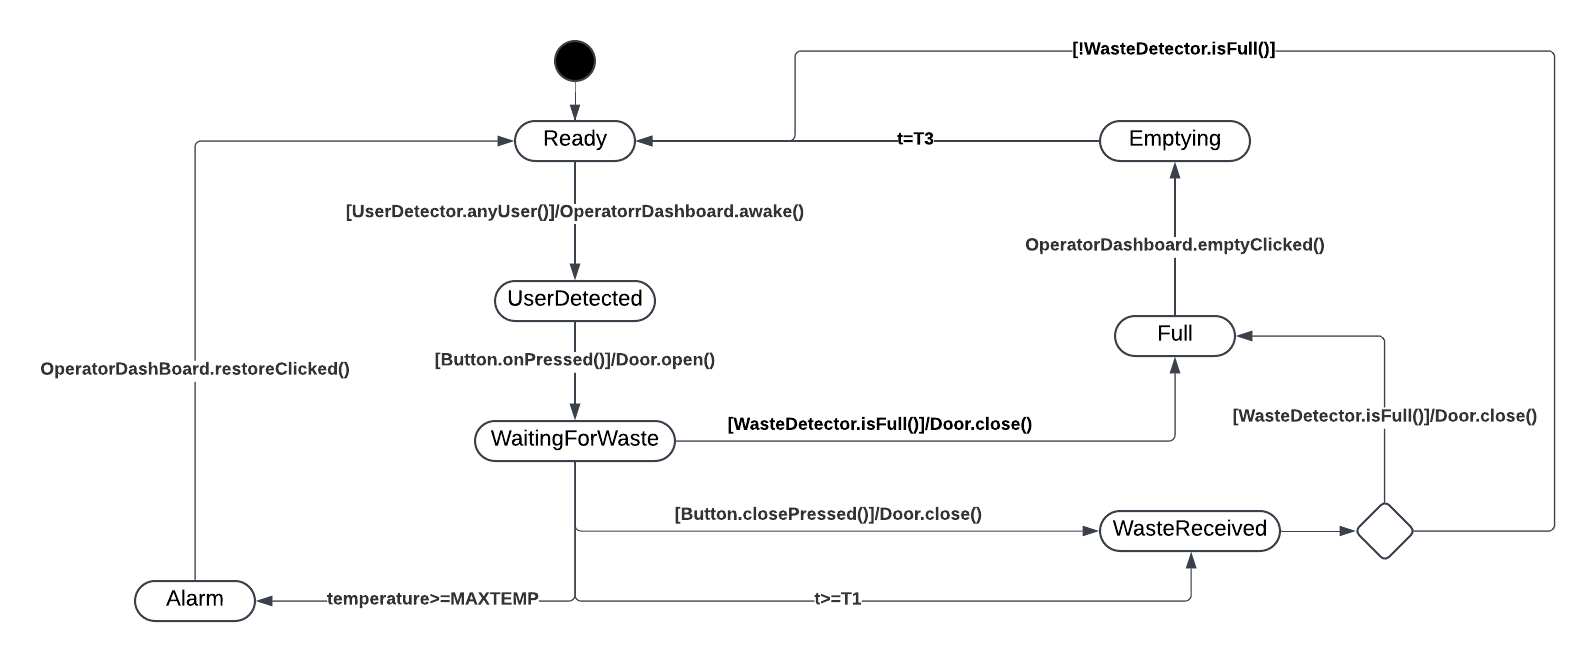 [!WasteDetector.isFull()]
Ready
t=T3
Emptying
[UserDetector.anyUser()]/OperatorrDashboard.awake()
OperatorDashboard.emptyClicked()
UserDetected
Full
[Button.onPressed()]/Door.open()
OperatorDashBoard.restoreClicked()
[WasteDetector.isFull()]/Door.close()
[WasteDetector.isFull()]/Door.close()
WaitingForWaste
[Button.closePressed()]/Door.close()
WasteReceived
Alarm
temperature>=MAXTEMP
t>=T1